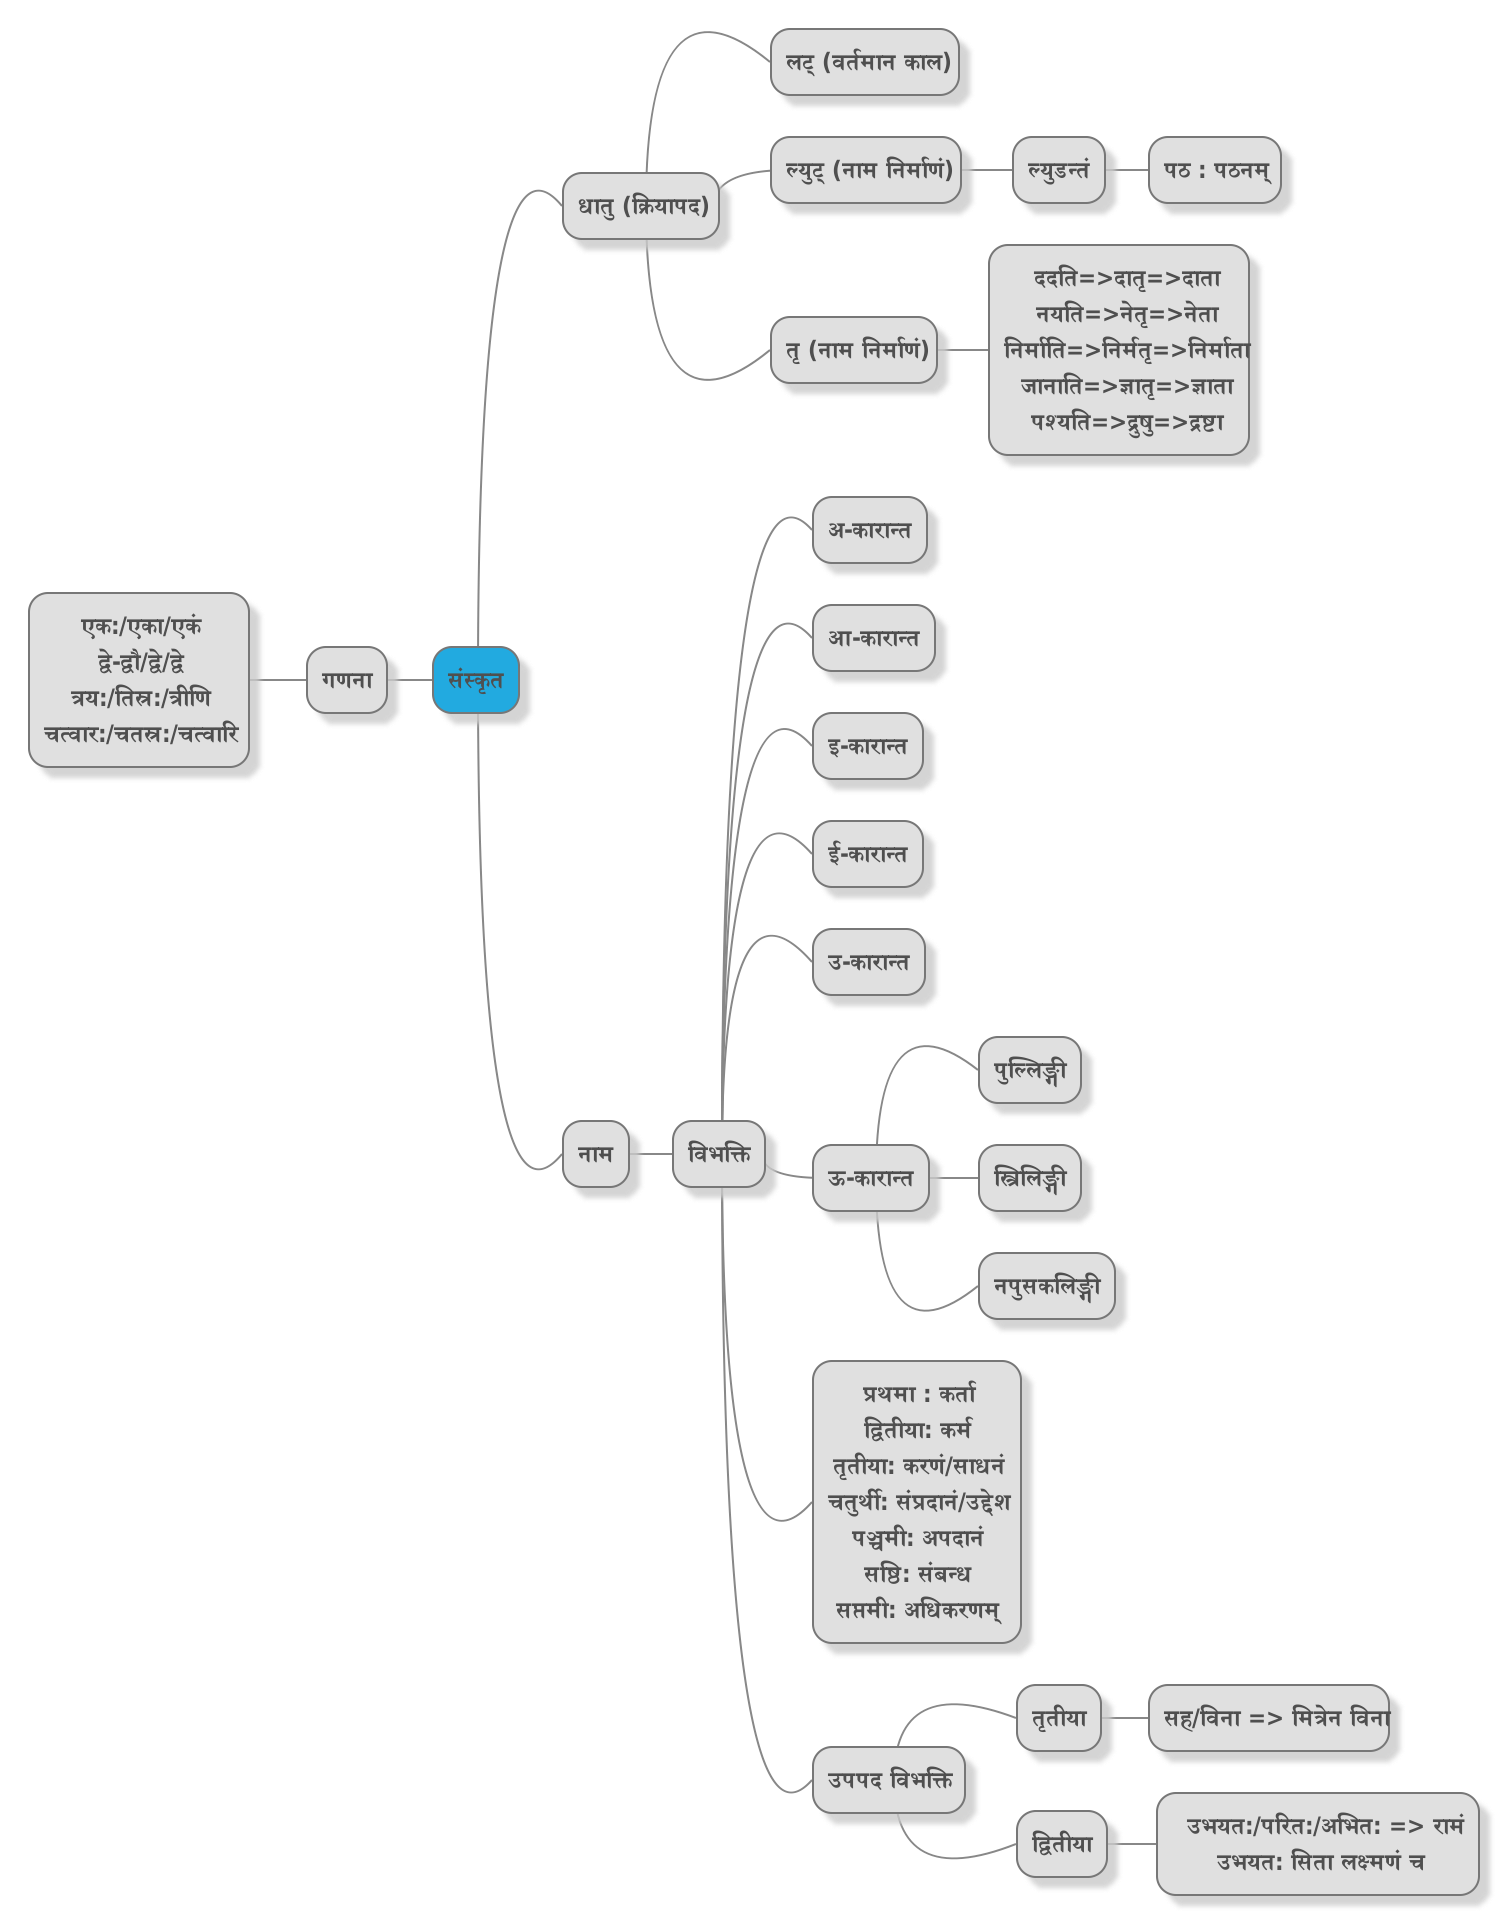 लट् (वर्तमान काल)
ल्युट् (नाम निर्माणं)
ल्युडन्तं
पठ : पठनम्
धातु (क्रियापद)
ददति=>दातृ=>दाता
नयति=>नेतृ=>नेता
निर्माति=>निर्मतृ=>निर्माता
जानाति=>ज्ञातृ=>ज्ञाता
पश्यति=>द्रुषु=>द्रष्टा
तृ (नाम निर्माणं)
अ-कारान्त
एक:/एका/एकं
द्वे-द्वौ/द्वे/द्वे
त्रय:/तिस्र:/त्रीणि
चत्वार:/चतस्र:/चत्वारि
गणना
संस्कृत
आ-कारान्त
इ-कारान्त
ई-कारान्त
उ-कारान्त
पुल्लिङ्गी
नाम
विभक्ति
ऊ-कारान्त
स्त्रिलिङ्गी
नपुसकलिङ्गी
प्रथमा : कर्ता
द्वितीया: कर्म
तृतीया: करणं/साधनं
चतुर्थी: संप्रदानं/उद्देश
पञ्चमी: अपदानं
सष्ठि: संबन्ध
सप्तमी: अधिकरणम्
तृतीया
सह/विना => मित्रेन विना
उपपद विभक्ति
द्वितीया
उभयत:/परित:/अभित: => रामं
उभयत: सिता लक्ष्मणं च